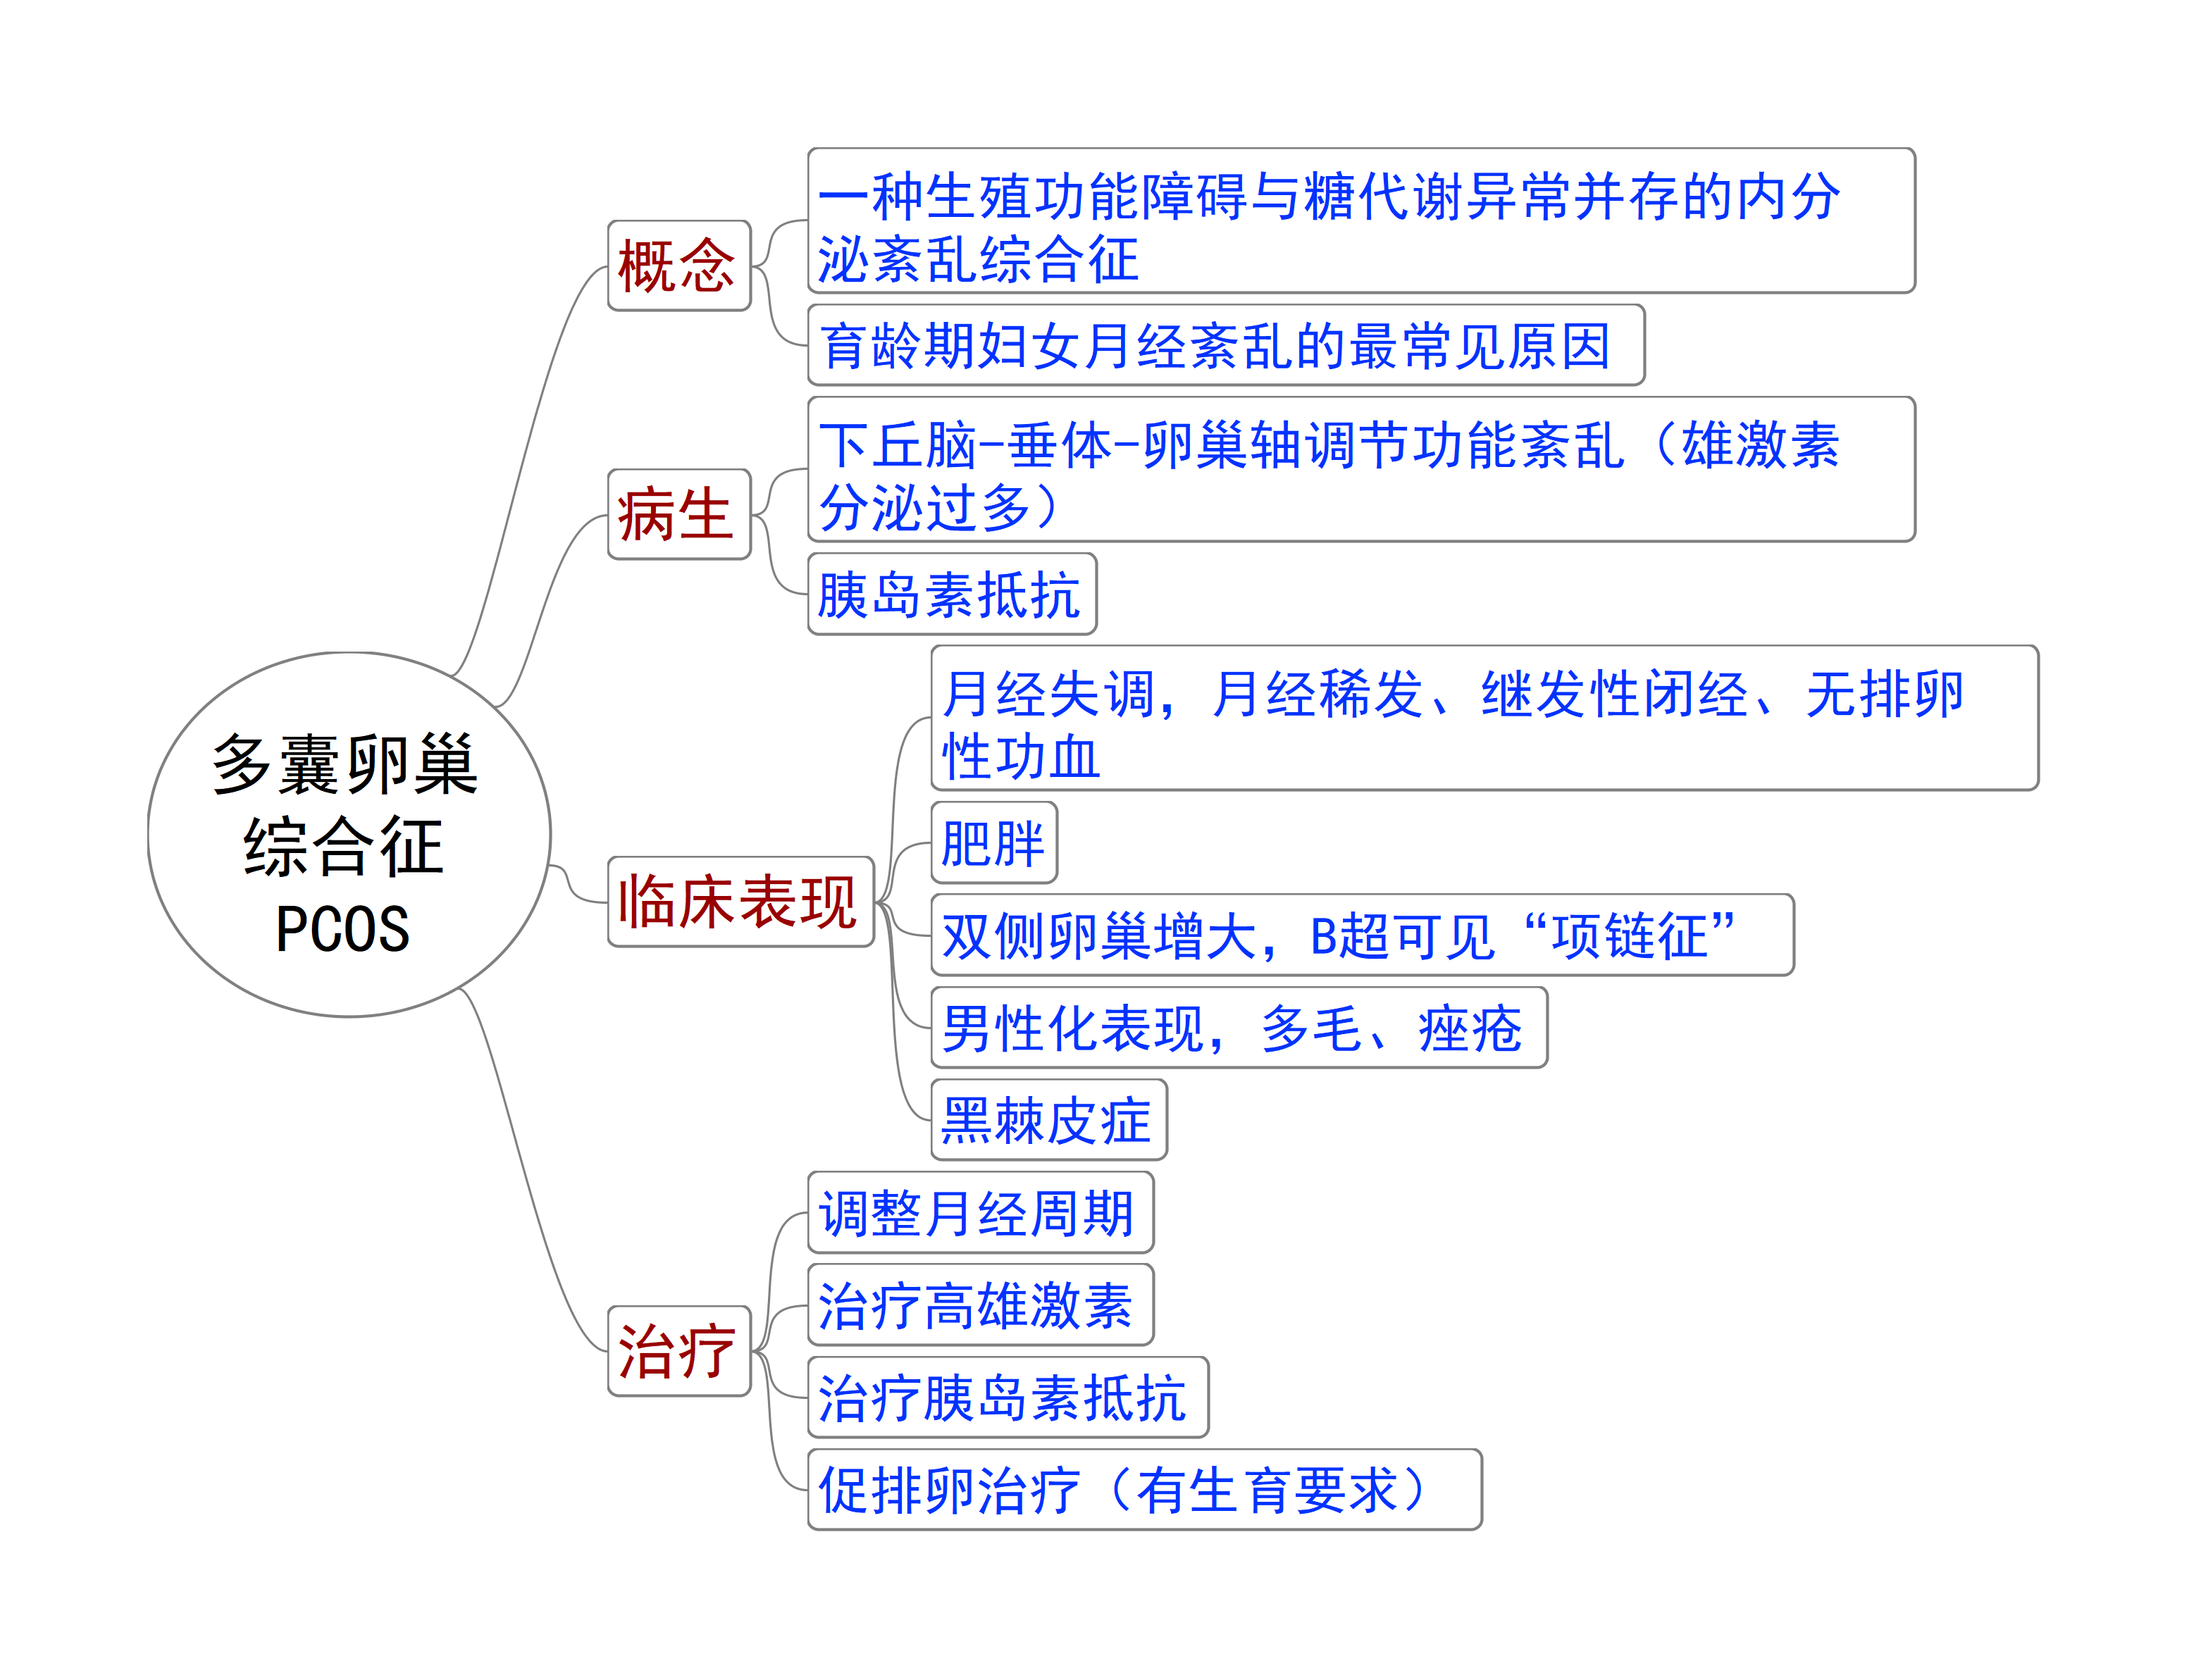 多囊卵巢
综合征
PCOS
概念
一种生殖功能障碍与糖代谢异常并存的内分
泌紊乱综合征
育龄期妇女月经紊乱的最常见原因
病生
下丘脑-垂体-卵巢轴调节功能紊乱（雄激素
分泌过多）
胰岛素抵抗
临床表现
月经失调，月经稀发、继发性闭经、无排卵
性功血
肥胖
双侧卵巢增大，B超可见“项链征”
男性化表现，多毛、痤疮
黑棘皮症
治疗
调整月经周期
治疗高雄激素
治疗胰岛素抵抗
促排卵治疗（有生育要求）